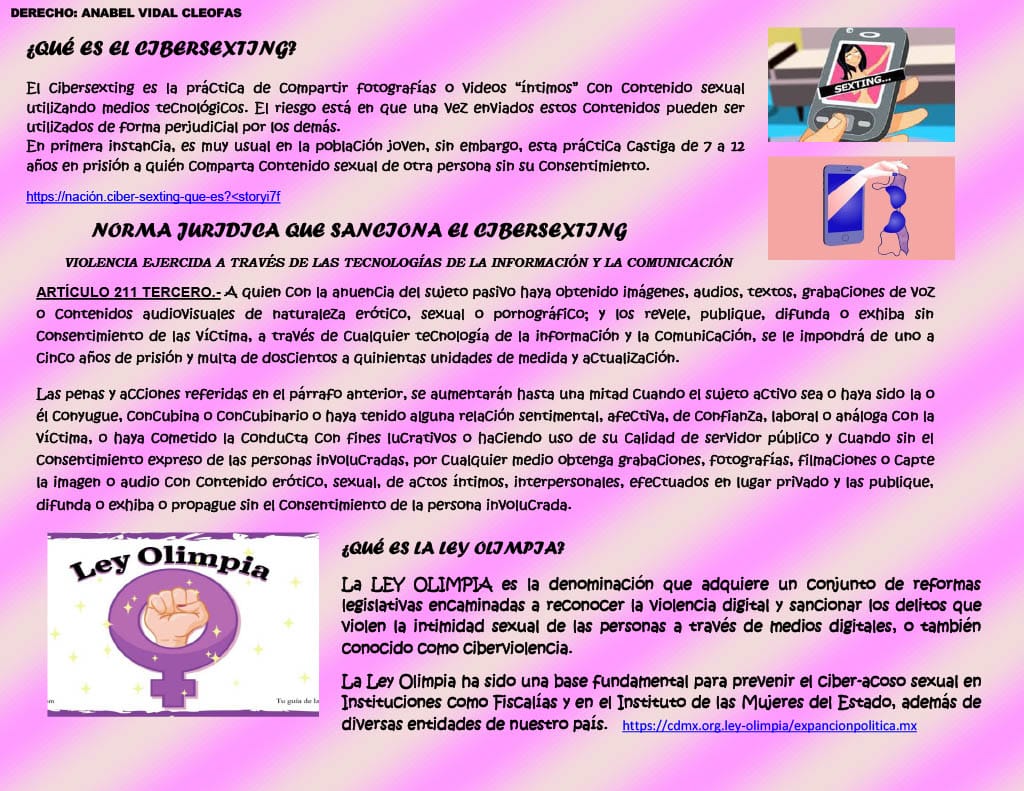 DERECHO: ANABEL VIDAL CLEOFAS
¿QUÉ ES EL CIBERSEXTING?
El Cibersexting es la práctica de compartir fotografías o videos “íntimos” con contenido sexual
utilizando medios tecnológicos. El riesgo está en que una vez enviados estos contenidos pueden ser
utilizados de forma perjudicial por los demás.
En primera instancia, es muy usual en la población joven, sin embargo, esta práctica castiga de 7 a 12
años en prisión a quién comparta contenido sexual de otra persona sin su consentimiento.
https://nación.ciber-sexting-que-es?<storyi7f
SEXTING...
NORMA JURIDICA QUE SANCIONA EL CIBERSEXTING
VIOLENCIA EJERCIDA A TRAVÉS DE LAS TECNOLOGÍAS DE LA INFORMACIÓN Y LA COMUNICACIÓN
ARTÍCULO 211 TERCERO.- A quien con la anuencia del sujeto pasivo haya obtenido imágenes, audios, textos, grabaciones de voz
o contenidos audiovisuales de naturaleza erótico, sexual o pornográfico; y los revele, publique, difunda o exhiba sin
consentimiento de las víctima, a través de cualquier tecnología de la información y la comunicación, se le impondrá de uno a
cinco años de prisión y multa de doscientos a quinientas unidades de medida y actualización.
Las penas y acciones referidas en el párrafo anterior, se aumentarán hasta una mitad cuando el sujeto activo sea o haya sido la o
él conyugue, concubina o concubinario o haya tenido alguna relación sentimental, afectiva, de confianza, laboral o análoga con la
víctima, o haya cometido la conducta con fines lucrativos o haciendo uso de su calidad de servidor público y cuando sin el
consentimiento expreso de las personas involucradas, por cualquier medio obtenga grabaciones, fotografías, filmaciones o capte
la imagen o audio con contenido erótico, sexual, de actos íntimos, interpersonales, efectuados en lugar privado y las publique,
difunda o exhiba o propague sin el consentimiento de la persona involucrada.
Ley Olimpia
om
Tu guía de la
¿QUÉ ES LA LEY OLIMPIA?
La LEY OLIMPIA es la denominación que adquiere un conjunto de reformas
legislativas encaminadas a reconocer la violencia digital y sancionar los delitos que
violen la intimidad sexual de las personas a través de medios digitales, o también
conocido como ciberviolencia.
La Ley Olimpia ha sido una base fundamental para prevenir el ciber-acoso sexual en
Instituciones como Fiscalías y en el Instituto de las Mujeres del Estado, además de
diversas entidades de nuestro país. https://cdmx.org.ley-olimpia/expancionpolitica.mx